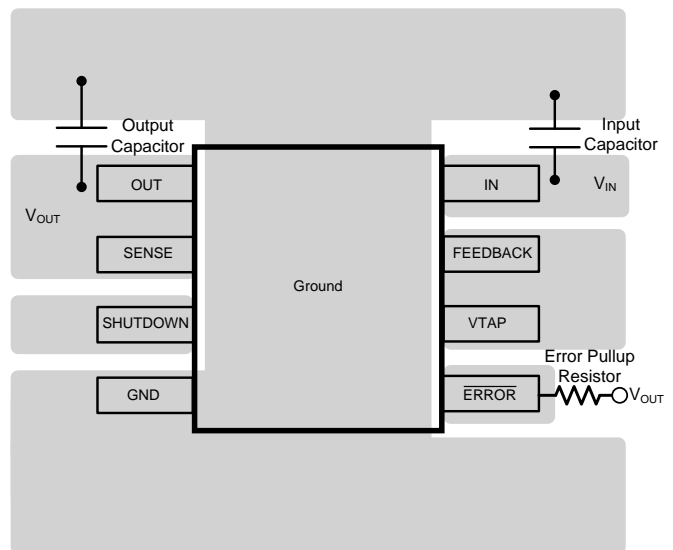 Output
Capacitor
Input
Capacitor
OUT
IN
VIN
VOUT
SENSE
FEEDBACK
Ground
SHUTDOWN
VTAP
Error Pullup
Resistor
GND
ERROR
VOUT